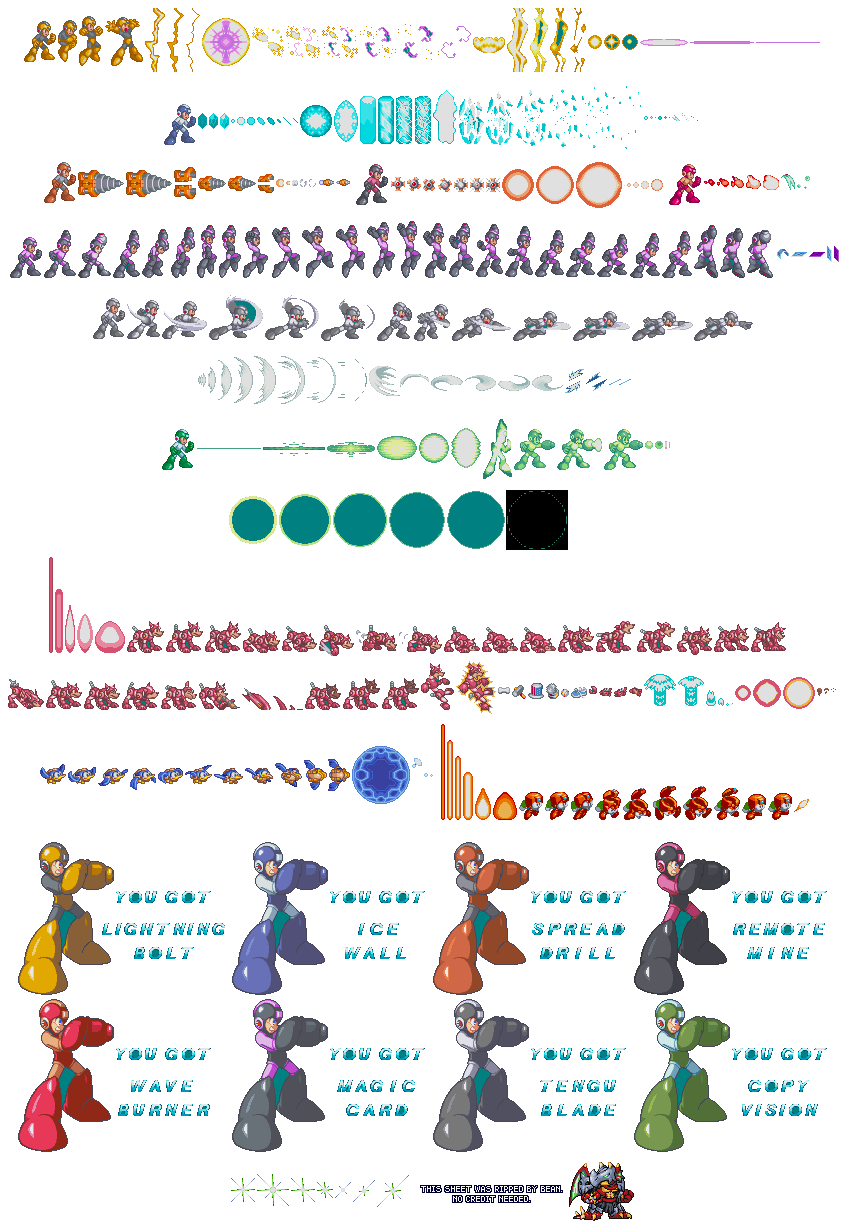 YOU GOT
LIGHTNING
BOLT
YOU GOT
ICE
WALL
YOU GOT
SPREAD
DRILL
YOU GOT
REMOTE
MINE
YOU GOT
WAVE
BURNER
YOU GOT
MAGIC
CARD
YOU GOT
TENGU
BLADE
YOU GOT
COPY
VISION
THIS SHEET WAS RIPPED BY BEAN.
NO CREDIT NEEDED.